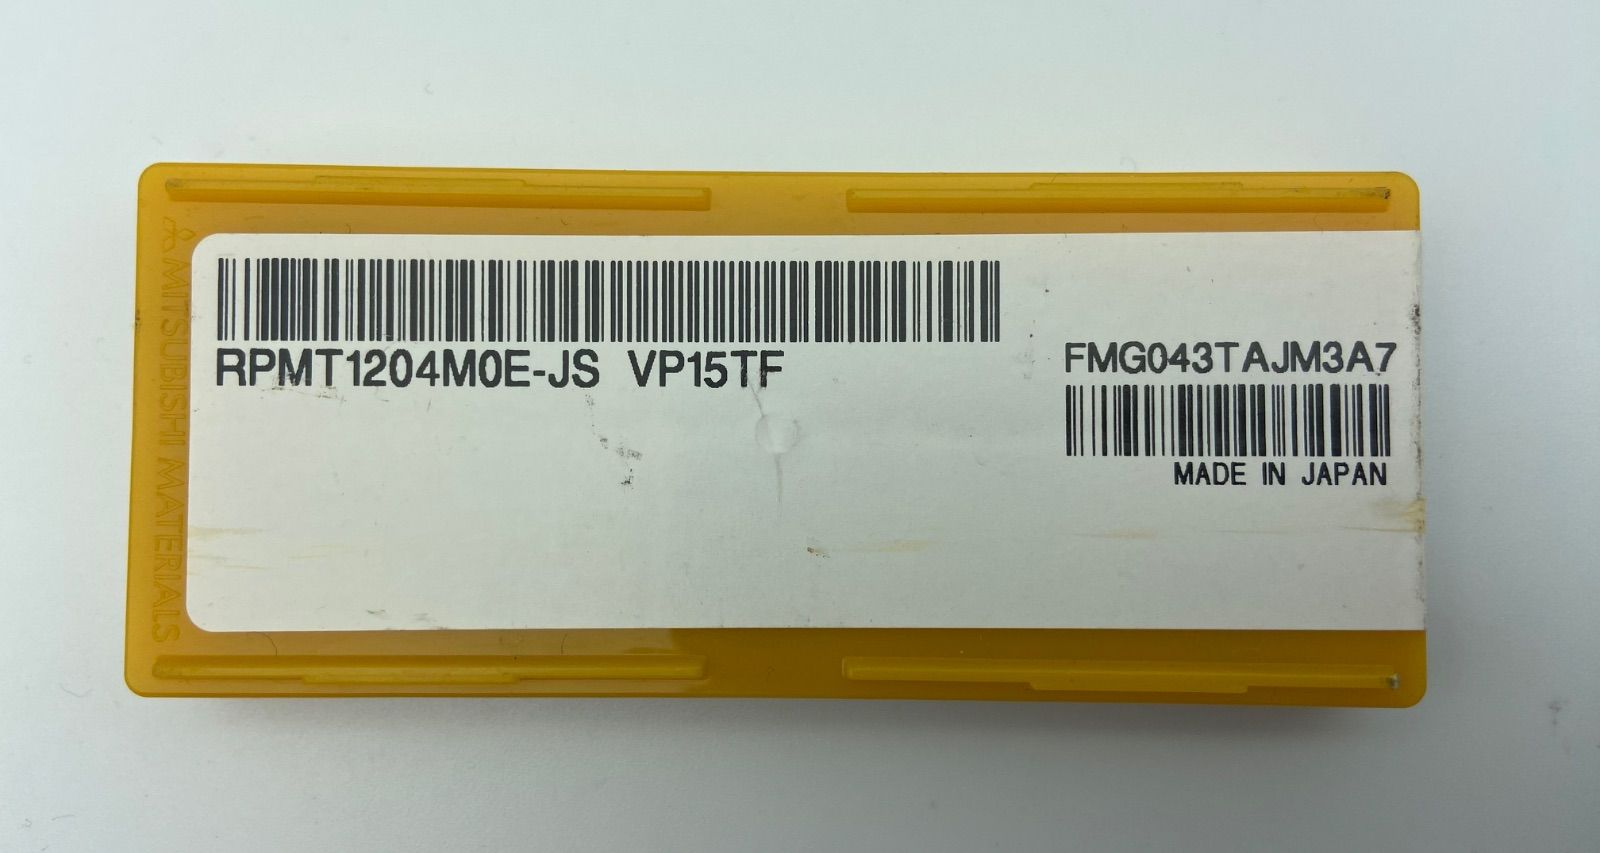 MITSUBISHI MATERIALS
RPMT1204M0E-JS VP15TF
FMG043TAJM3A7
MADE IN JAPAN